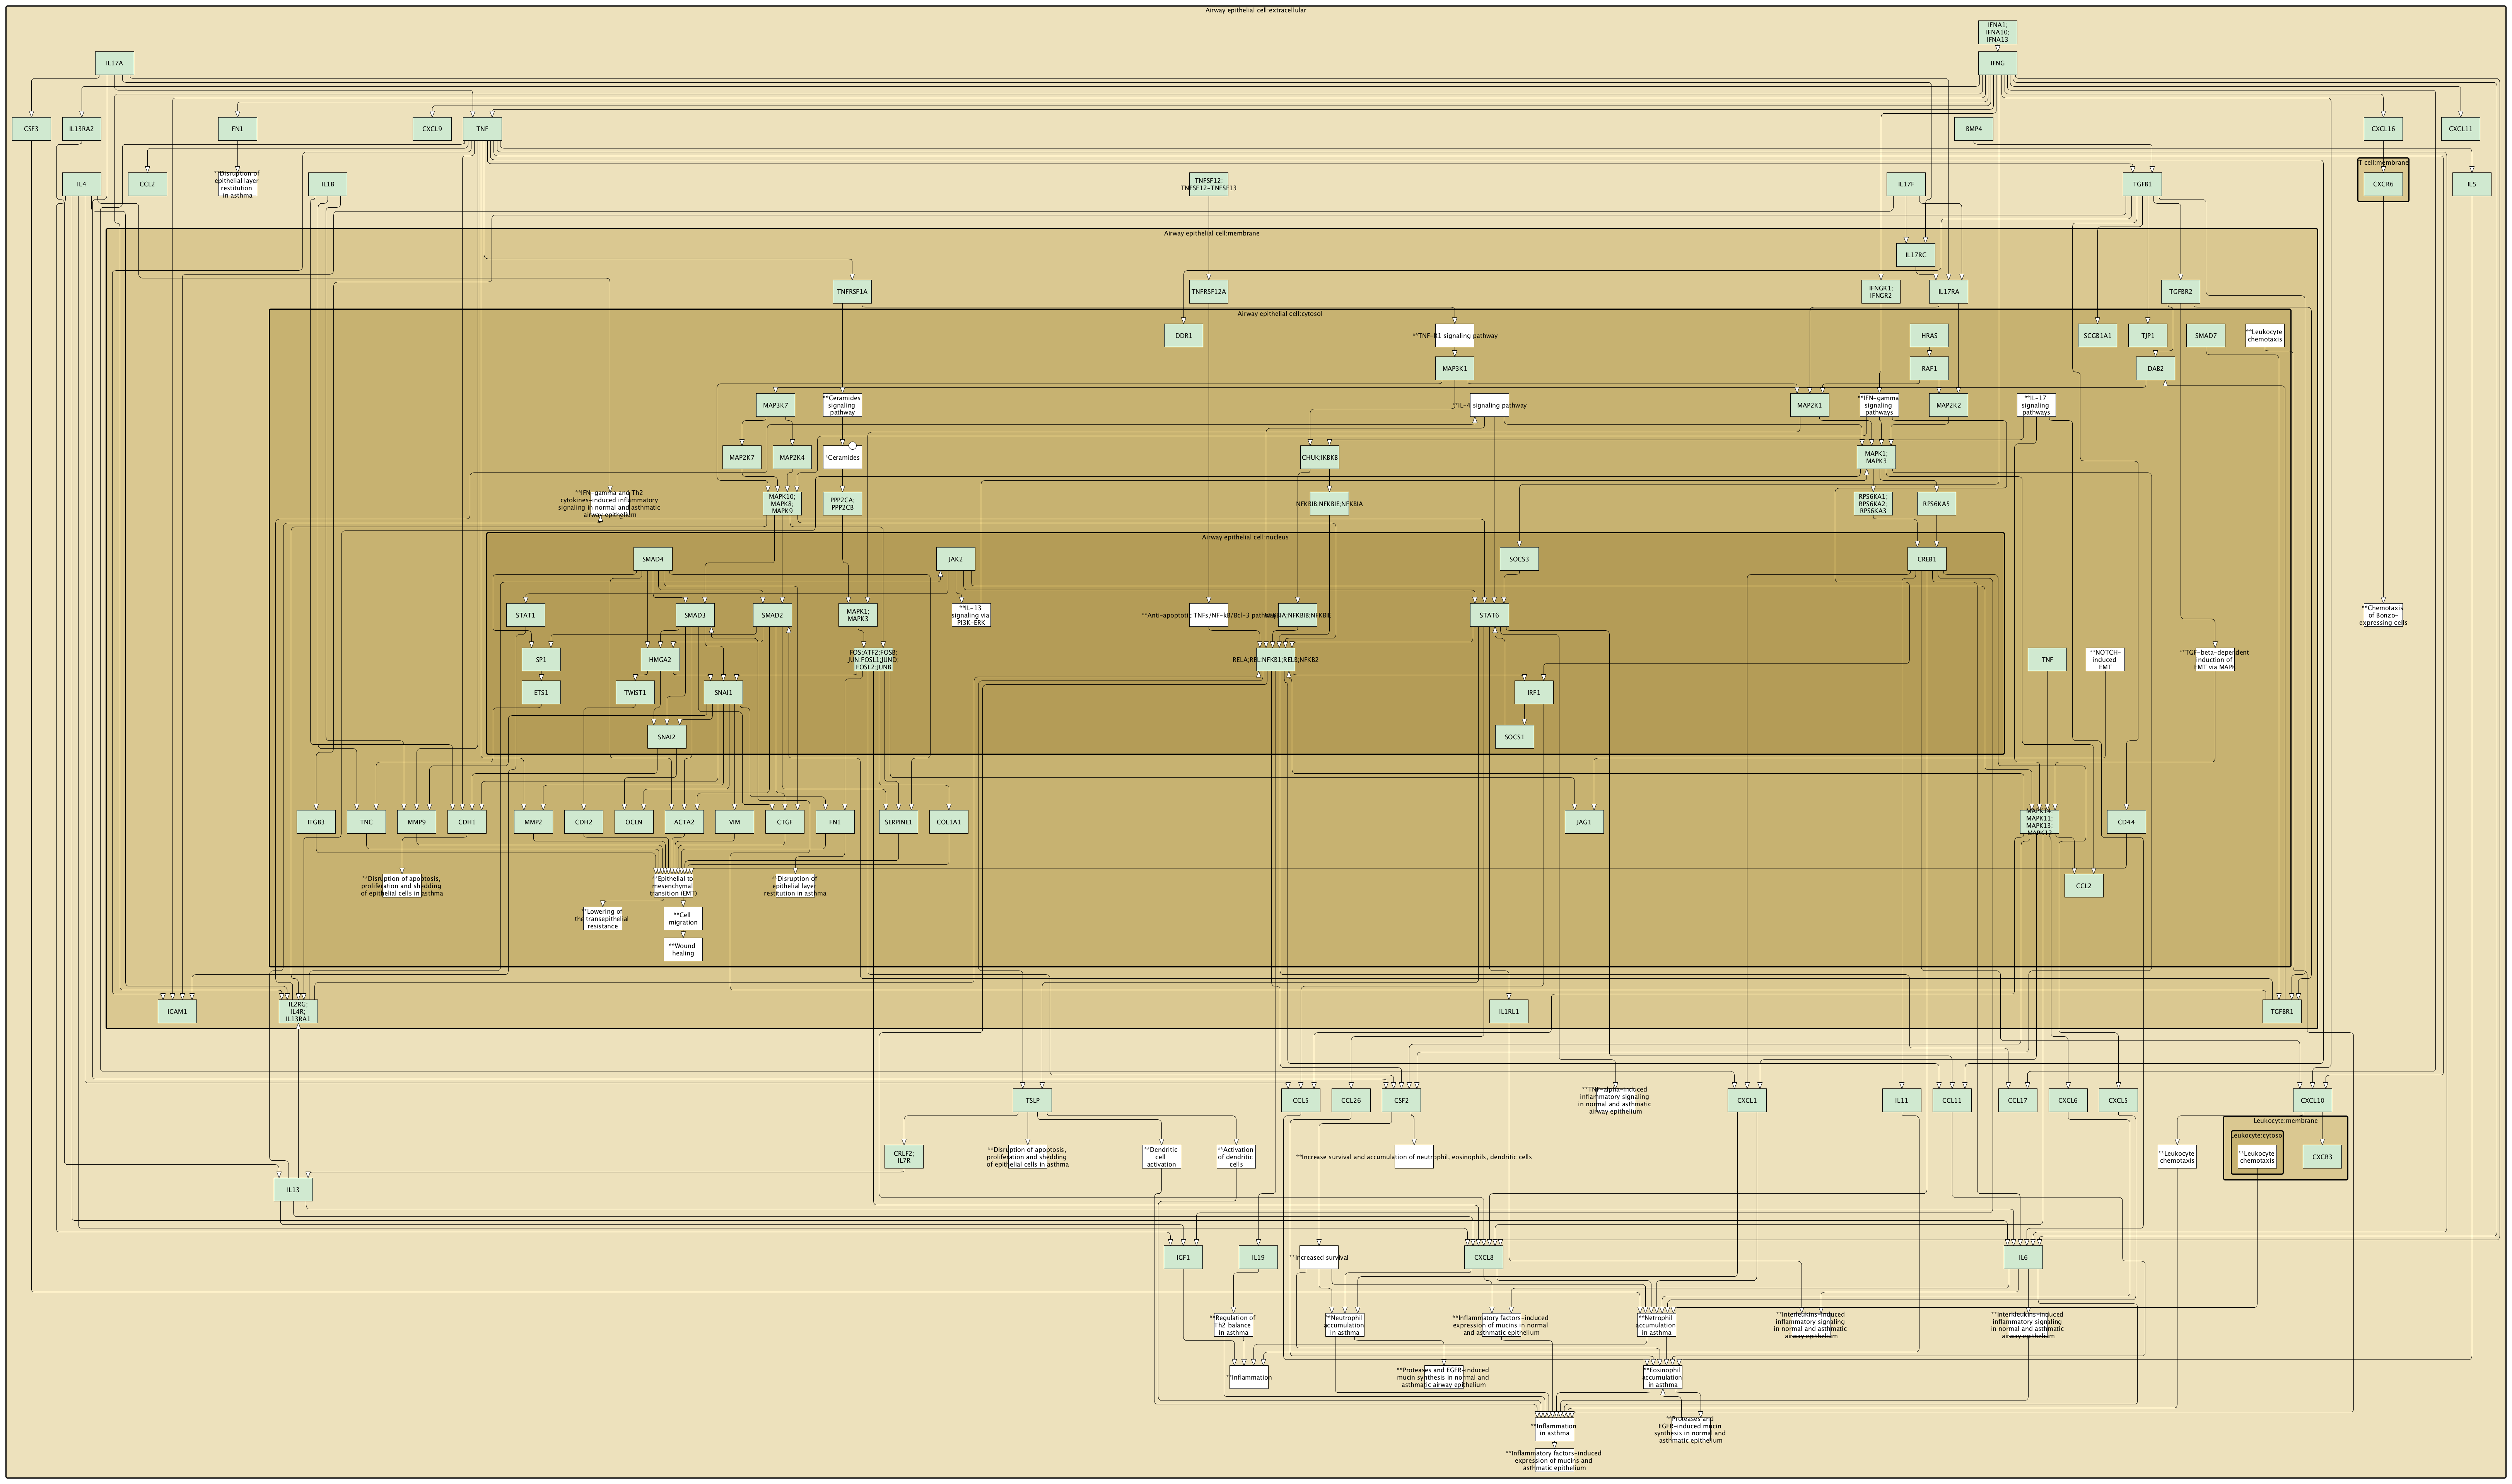 Airway epithelial cell:extracellular
IFNA1;
IFNA10;
IFNA13
IL17A
IFNG
CSF3
IL13RA2
FN1
CXCL9
TNF
BMP4
CXCL16
CXCL11
T cell:membrane
IL4
CCL2
**Disruption of
epithelial layer
restitution
in asthma
IL1B
TNFSF12;
TNFSF12-TNFSF13
IL17F
TGFB1
CXCR6
IL5
Airway epithelial cell:membrane
IL17RC
TNFRSF1A
TNFRSF12A
IFNGR1;
IFNGR2
IL17RA
TGFBR2
Airway epithelial cell:cytosol
DDR1
**TNF-R1 signaling pathway
HRAS
SCGB1A1
TJP1
SMAD7
**Leukocyte
chemotaxis
MAP3K1
RAF1
DAB2
MAP3K7
**Ceramides
signaling
pathway
**IL-4 signaling pathway
MAP2K1
**IFN-gamma
signaling
pathways
MAP2K2
**IL-17
signaling
pathways
MAP2K7
MAP2K4
*Ceramides
CHUK;IKBKB
MAPK1;
MAPK3
**IFN-gamma and Th2
cytokines-induced inflammatory
signaling in normal and asthmatic
airway epithelium
MAPK10;
MAPK8;
MAPK9
PPP2CA;
PPP2CB
NFKBIB;NFKBIE;NFKBIA
RPS6KA1;
RPS6KA2;
RPS6KA3
RPS6KA5
Airway epithelial cell:nucleus
SMAD4
JAK2
SOCS3
CREB1
STAT1
SMAD3
SMAD2
MAPK1;
MAPK3
**IL-13
signaling via
PI3K-ERK
**Anti-apoptotic TNFs/NF-kB/Bcl-3 pathway
NFKBIA;NFKBIB;NFKBIE
STAT6
**Chemotaxis
of Bonzo-
expressing cells
SP1
HMGA2
FOS;ATF2;FOSB;
JUN;FOSL1;JUND;
FOSL2;JUNB
RELA;REL;NFKB1;RELB;NFKB2
TNF
**NOTCH-
induced
EMT
**TGF-beta-dependent
induction of
EMT via MAPK
ETS1
TWIST1
SNAI1
IRF1
SNAI2
SOCS1
ITGB3
TNC
MMP9
CDH1
MMP2
CDH2
OCLN
ACTA2
VIM
CTGF
FN1
SERPINE1
COL1A1
JAG1
MAPK14;
MAPK11;
MAPK13;
MAPK12
CD44
**Disruption of apoptosis,
proliferation and shedding
of epithelial cells in asthma
**Epithelial to
mesenchymal
transition (EMT)
**Disruption of
epithelial layer
restitution in asthma
CCL2
**Lowering of
the transepithelial
resistance
**Cell
migration
**Wound
healing
ICAM1
IL2RG;
IL4R;
IL13RA1
IL1RL1
TGFBR1
TSLP
CCL5
CCL26
CSF2
**TNF-alpha-induced
inflammatory signaling
in normal and asthmatic
airway epithelium
CXCL1
IL11
CCL11
CCL17
CXCL6
CXCL5
CXCL10
Leukocyte:membrane
Leukocyte:cytosol
CRLF2;
IL7R
**Disruption of apoptosis,
proliferation and shedding
of epithelial cells in asthma
**Dendritic
cell
activation
**Activation
of dendritic
cells
**Increase survival and accumulation of neutrophil, eosinophils, dendritic cells
**Leukocyte
chemotaxis
**Leukocyte
chemotaxis
CXCR3
IL13
IGF1
IL19
**Increased survival
CXCL8
IL6
**Regulation of
Th2 balance
in asthma
**Neutrophil
accumulation
in asthma
**Inflammatory factors-induced
expression of mucins in normal
and asthmatic epithelium
**Netrophil
accumulation
in asthma
**Interleukins-induced
inflammatory signaling
in normal and asthmatic
airway epithelium
**Interkleukins-induced
inflammatory signaling
in normal and asthmatic
airway epithelium
**Inflammation
**Proteases and EGFR-induced
mucin synthesis in normal and
asthmatic airway epithelium
**Eosinophil
accumulation
in asthma
**Inflammation
in asthma
**Proteases and
EGFR-induced mucin
synthesis in normal and
asthmatic epithelium
**Inflammatory factors-induced
expression of mucins and
asthmatic epithelium